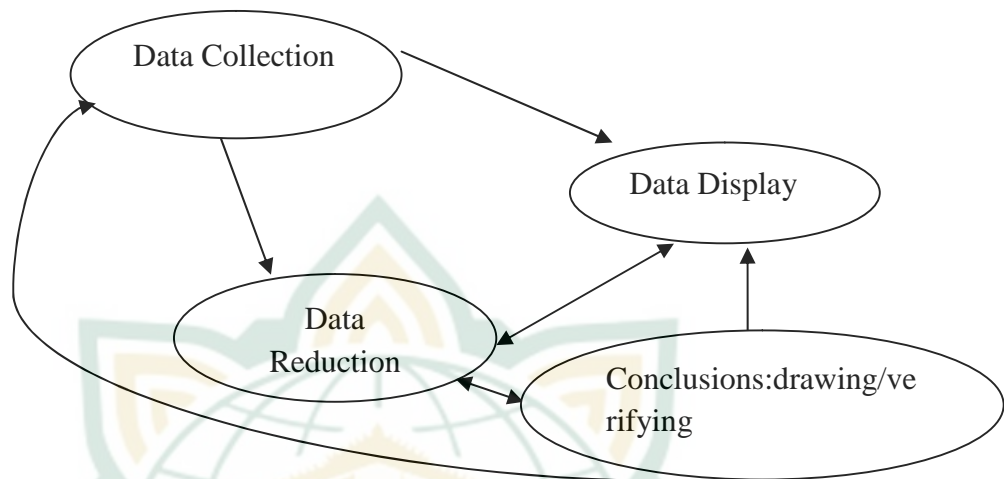 Data Collection
Data Display
Data
Reduction
Conclusions:drawing/ve
rifying